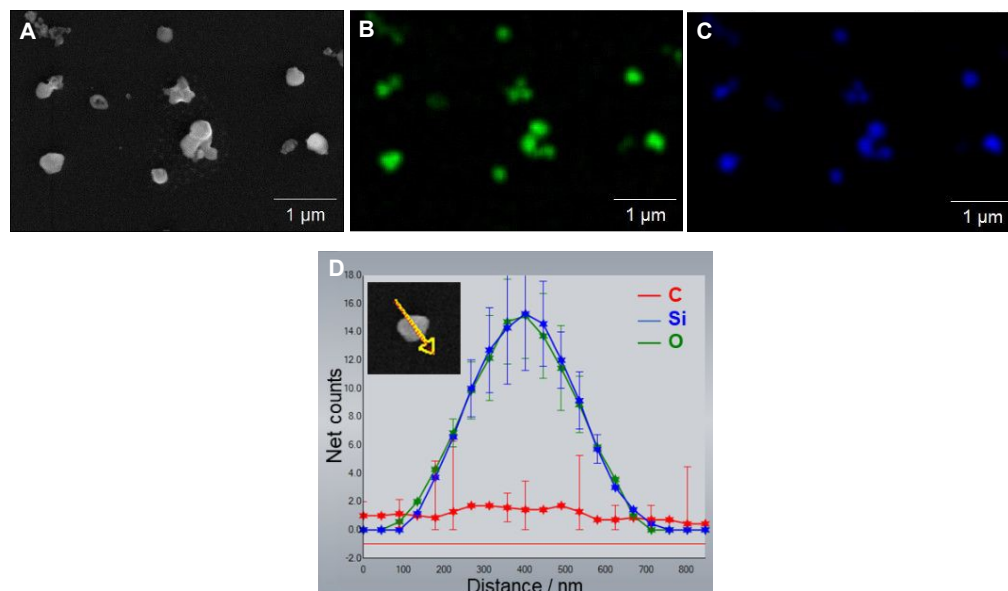 A
1 μm
B
1 μm
C
1 μm
D
18.0
16.0
14.0
12.0
10.0
8.0
6.0
4.0
2.0
0.0
-2.0
Net counts
C
Si
O
0 100 200 300 400 500 600 700 800
Distance / nm